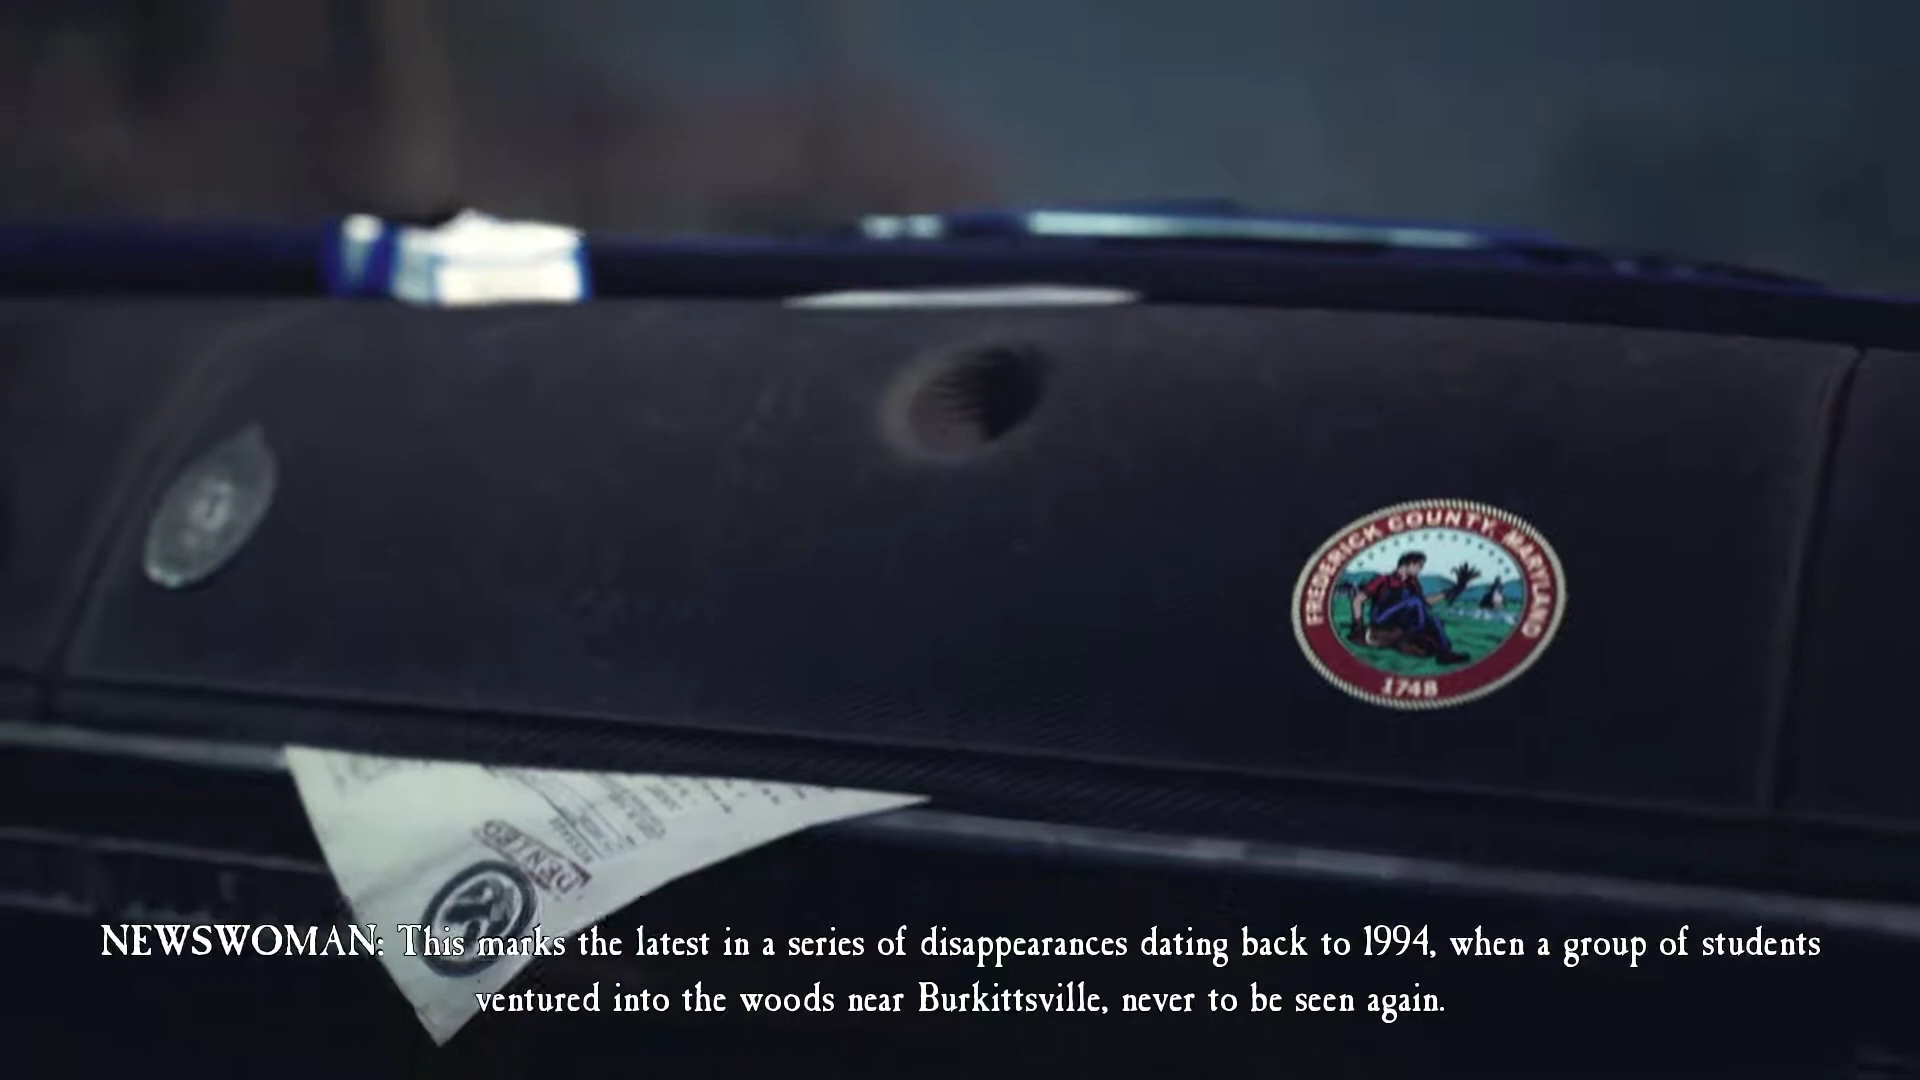 FREDERICK COUNTY, MARYLAND
1748
DENIED
NEWSWOMAN: This marks the latest in a series of disappearances dating back to 1994, when a group of students
ventured into the woods near Burkittsville, never to be seen again.